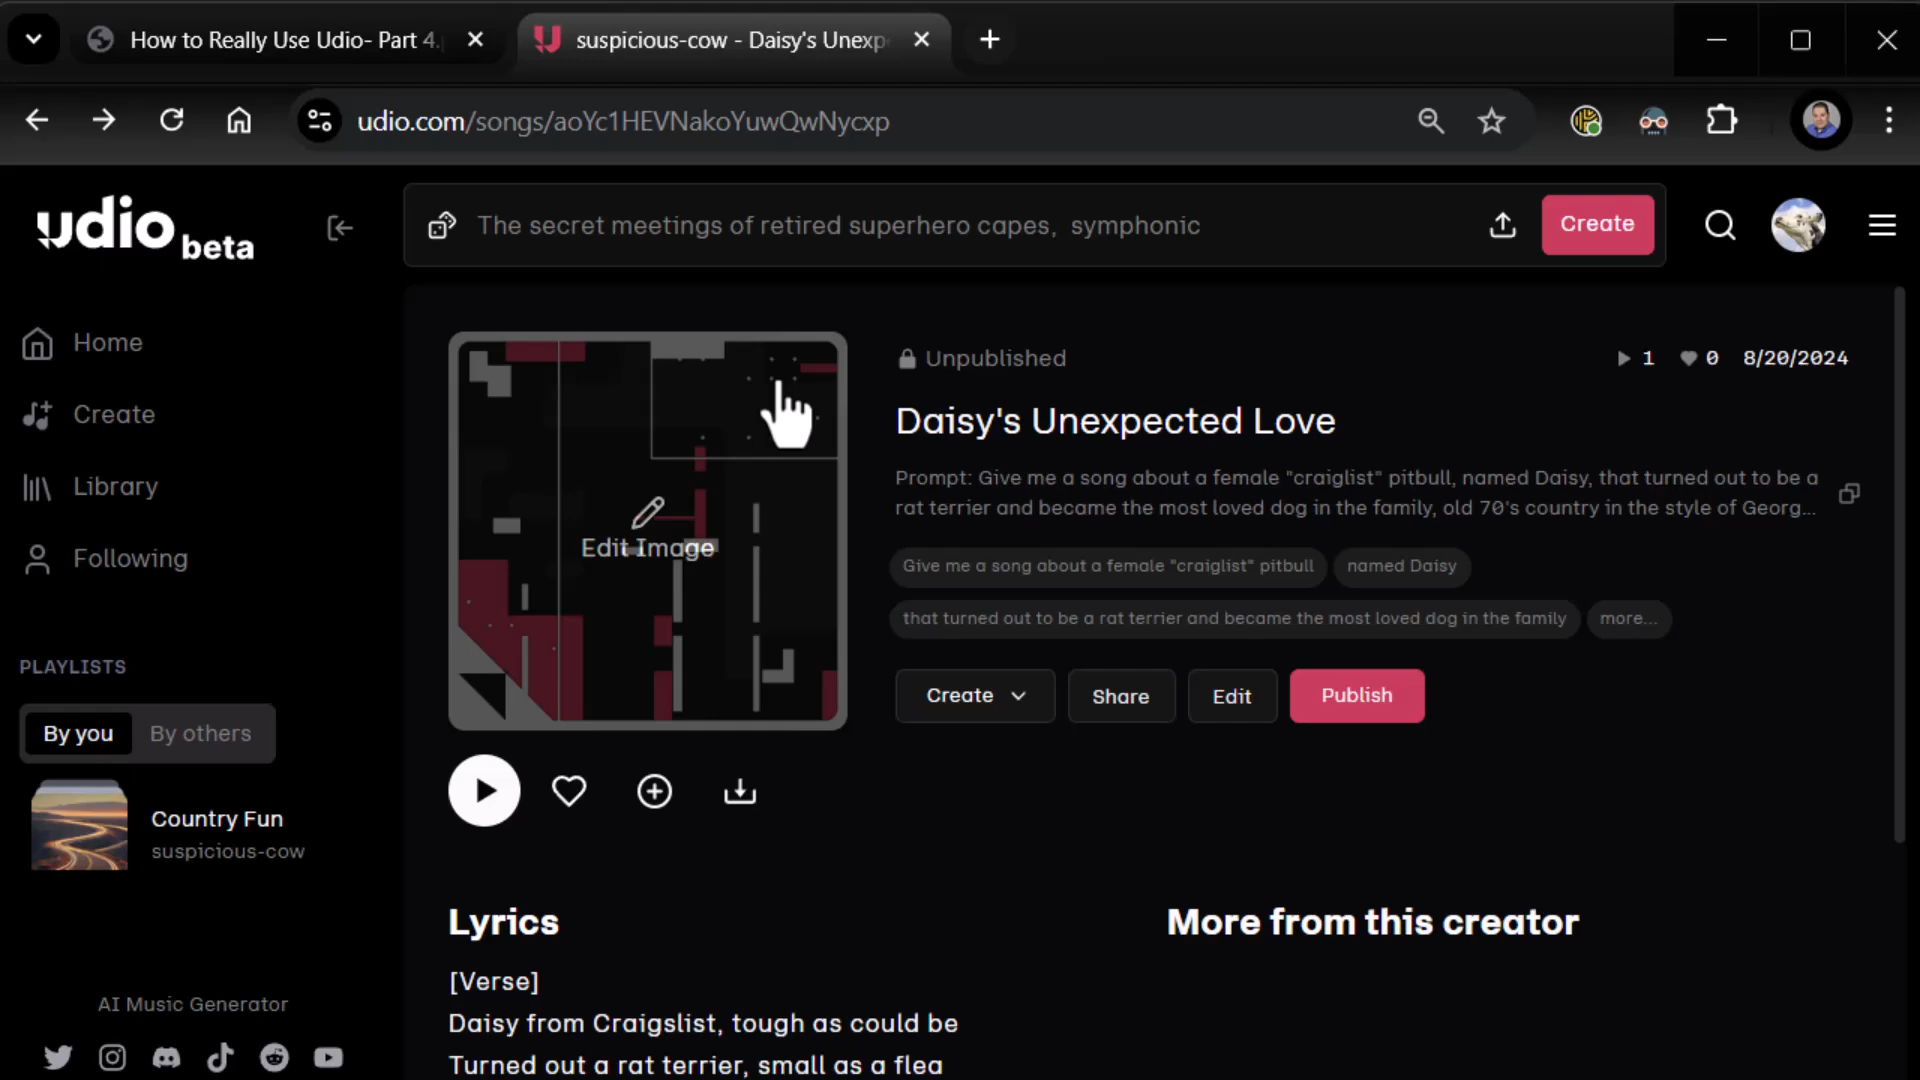 How to Really Use Udio- Part 4.
suspicious-cow - Daisy's Unexp
udio.com/songs/aoYc1HEVNakoYuwQwNycxp
udio beta
The secret meetings of retired superhero capes, symphonic
Create
Home
Create
Library
Following
PLAYLISTS
By you
By others
Country Fun
suspicious-cow
AI Music Generator
Edit Image
Unpublished
1
0
8/20/2024
Daisy's Unexpected Love
Prompt: Give me a song about a female "craiglist" pitbull, named Daisy, that turned out to be a
rat terrier and became the most loved dog in the family, old 70's country in the style of Georg...
Give me a song about a female "craiglist" pitbull
named Daisy
that turned out to be a rat terrier and became the most loved dog in the family
more...
Create
Share
Edit
Publish
Lyrics
[Verse]
Daisy from Craigslist, tough as could be
Turned out a rat terrier, small as a flea
More from this creator